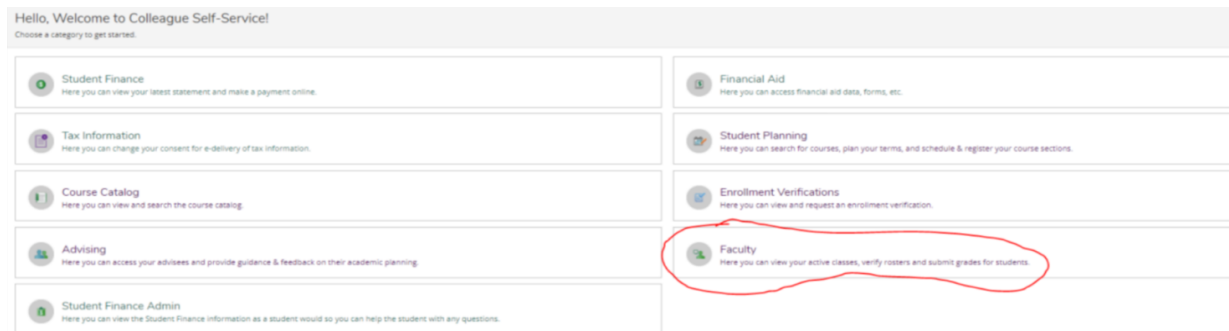 Hello, Welcome to Colleague Self-Service!
Choose a category to get started.
Student Finance
Here you can view your latest statement and make a payment online.
Financial Aid
Here you can access financial aid data, forms, etc.
Tax Information
Here you can change your consent for e-delivery of tax information.
Student Planning
Here you can search for courses, plan your terms, and schedule & register your course sections.
Course Catalog
Here you can view and search the course catalog.
Enrollment Verifications
Here you can view and request an enrollment verification.
Advising
Here you can access your advisees and provide guidance & feedback on their academic planning.
Faculty
Here you can view your active classes, verify rosters and submit grades for students.
Student Finance Admin
Here you can view the Student Finance information as a student would so you can help the student with any questions.